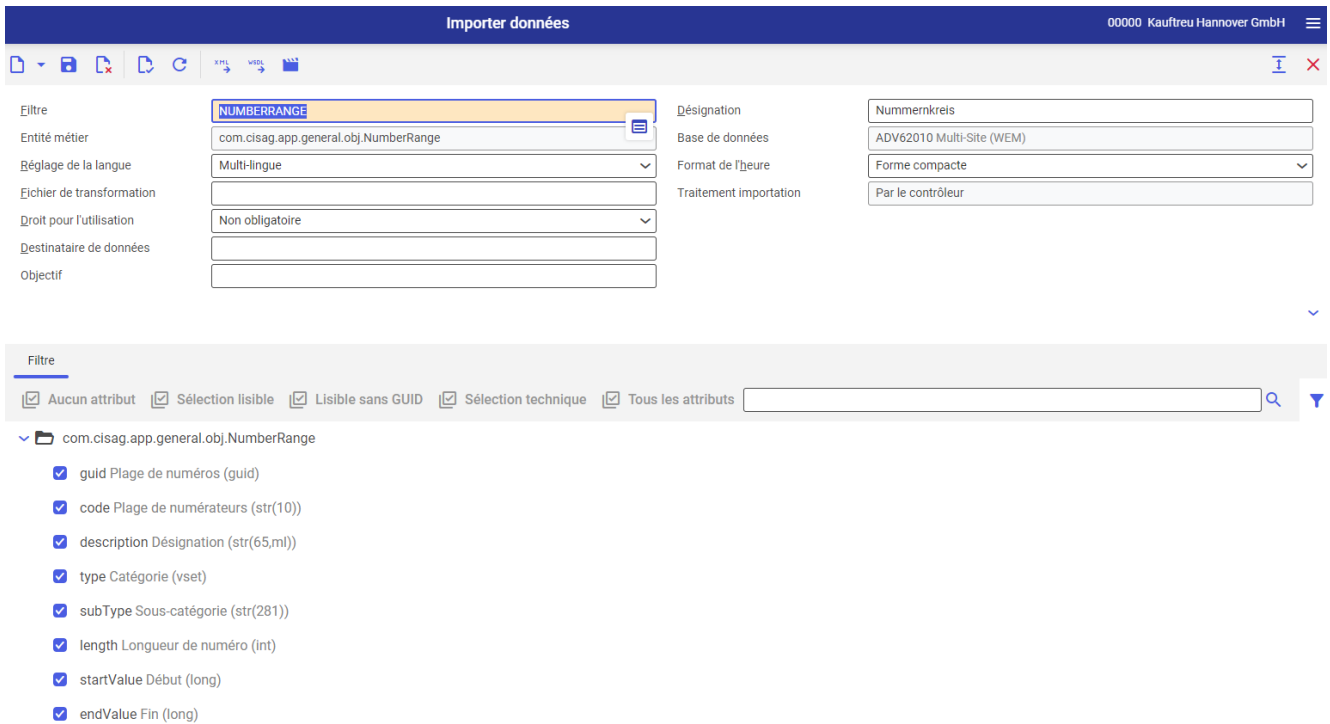 Importer données
00000 Kauftreu Hannover GmbH
XML WSDL
Filtre NUMBERRANGE Désignation Nummernkreis
Entité métier com.cisag.app.general.obj.NumberRange Base de données ADV62010 Multi-Site (WEM)
Réglage de la langue Multi-lingue Format de l'heure Forme compacte
Fichier de transformation Traitement importation Par le contrôleur
Droit pour l'utilisation Non obligatoire
Destinataire de données
Objectif
Filtre
Aucun attribut Sélection lisible Lisible sans GUID Sélection technique Tous les attributs
com.cisag.app.general.obj.NumberRange
guid Plage de numéros (guid)
code Plage de numérateurs (str(10))
description Désignation (str(65,ml))
type Catégorie (vset)
subType Sous-catégorie (str(281))
length Longueur de numéro (int)
startValue Début (long)
endValue Fin (long)